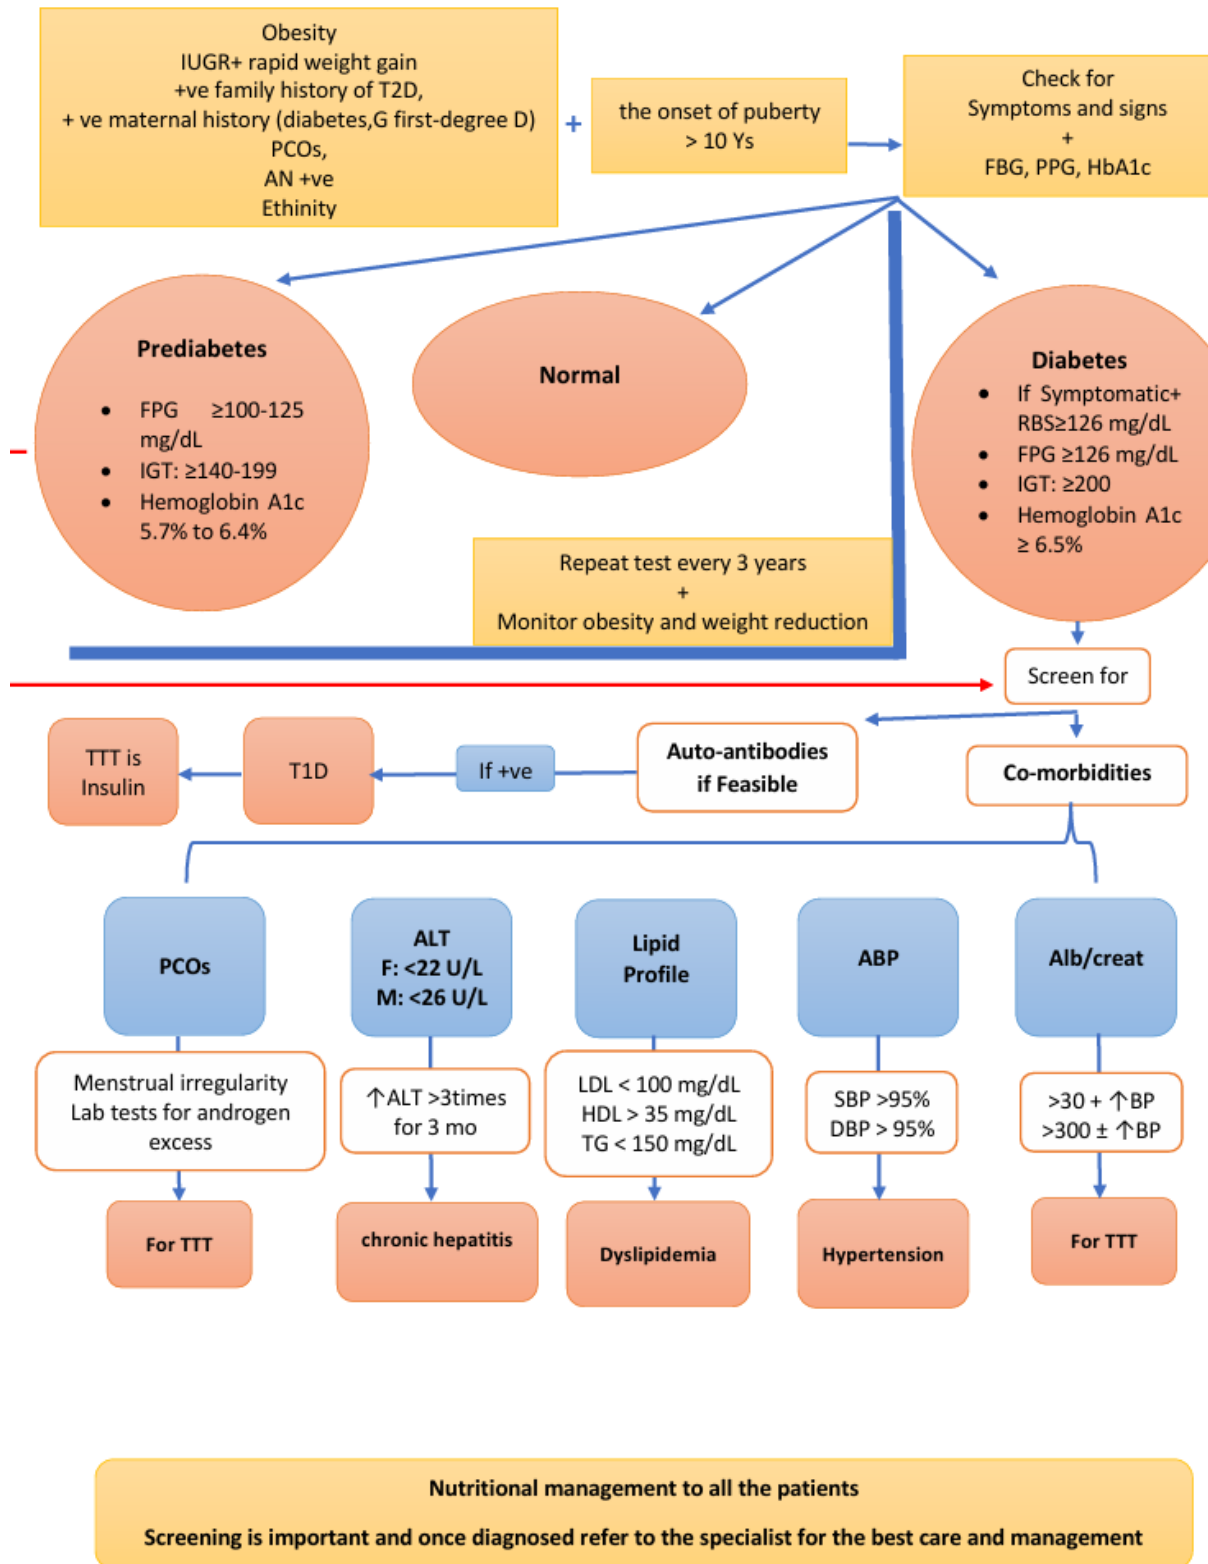 Obesity
IUGR+ rapid weight gain
+ve family history of T2D,
+ ve maternal history (diabetes,G first-degree D)
PCOs,
AN +ve
Ethinity
+
the onset of puberty
> 10 Ys
Check for
Symptoms and signs
+
FBG, PPG, HbA1c
Prediabetes
• FPG ≥100-125
mg/dL
• IGT: ≥140-199
• Hemoglobin A1c
5.7% to 6.4%
Normal
Diabetes
• If Symptomatic+
RBS≥126 mg/dL
• FPG ≥126 mg/dL
• IGT: ≥200
• Hemoglobin A1c
≥ 6.5%
Repeat test every 3 years
+
Monitor obesity and weight reduction
Screen for
TTT is
Insulin
T1D
If +ve
Auto-antibodies
if Feasible
Co-morbidities
PCOs
ALT
F: <22 U/L
M: <26 U/L
Lipid
Profile
ABP
Alb/creat
Menstrual irregularity
Lab tests for androgen
excess
↑ALT >3times
for 3 mo
LDL < 100 mg/dL
HDL > 35 mg/dL
TG < 150 mg/dL
SBP >95%
DBP > 95%
>30 + ↑BP
>300 ± ↑BP
For TTT
chronic hepatitis
Dyslipidemia
Hypertension
For TTT
Nutritional management to all the patients
Screening is important and once diagnosed refer to the specialist for the best care and management